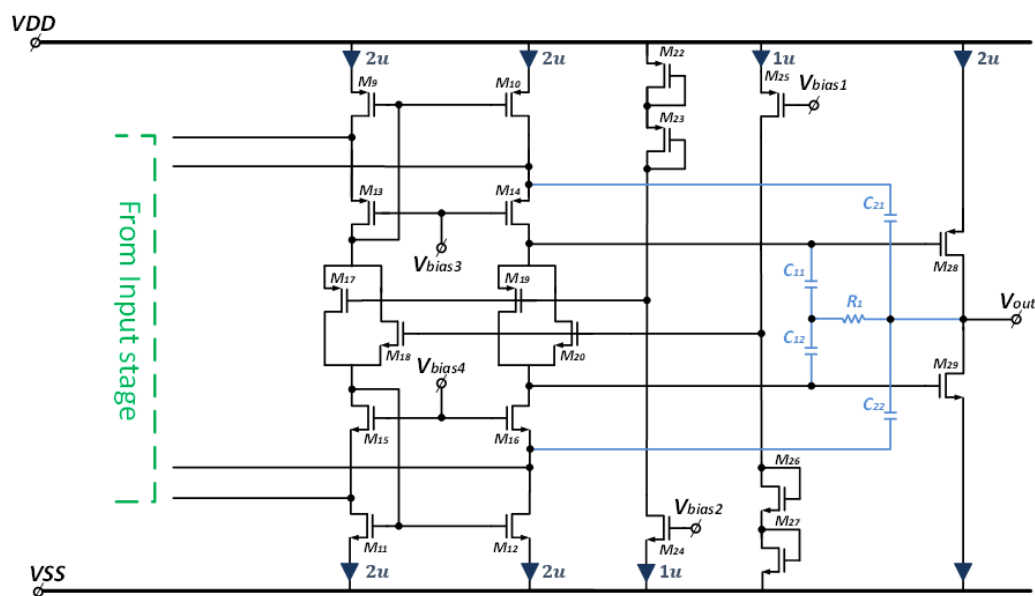 VDD
2u
2u
M22
1u
2u
M9
M10
M25
Vbias1
M23
M13
M14
C21
Vbias3
M28
M17
M19
C11
R1
Vout
M18
M20
C12
Vbias4
M29
C22
M15
M16
M26
Vbias2
M27
M11
M12
M24
VSS
2u
2u
1u
From Input stage